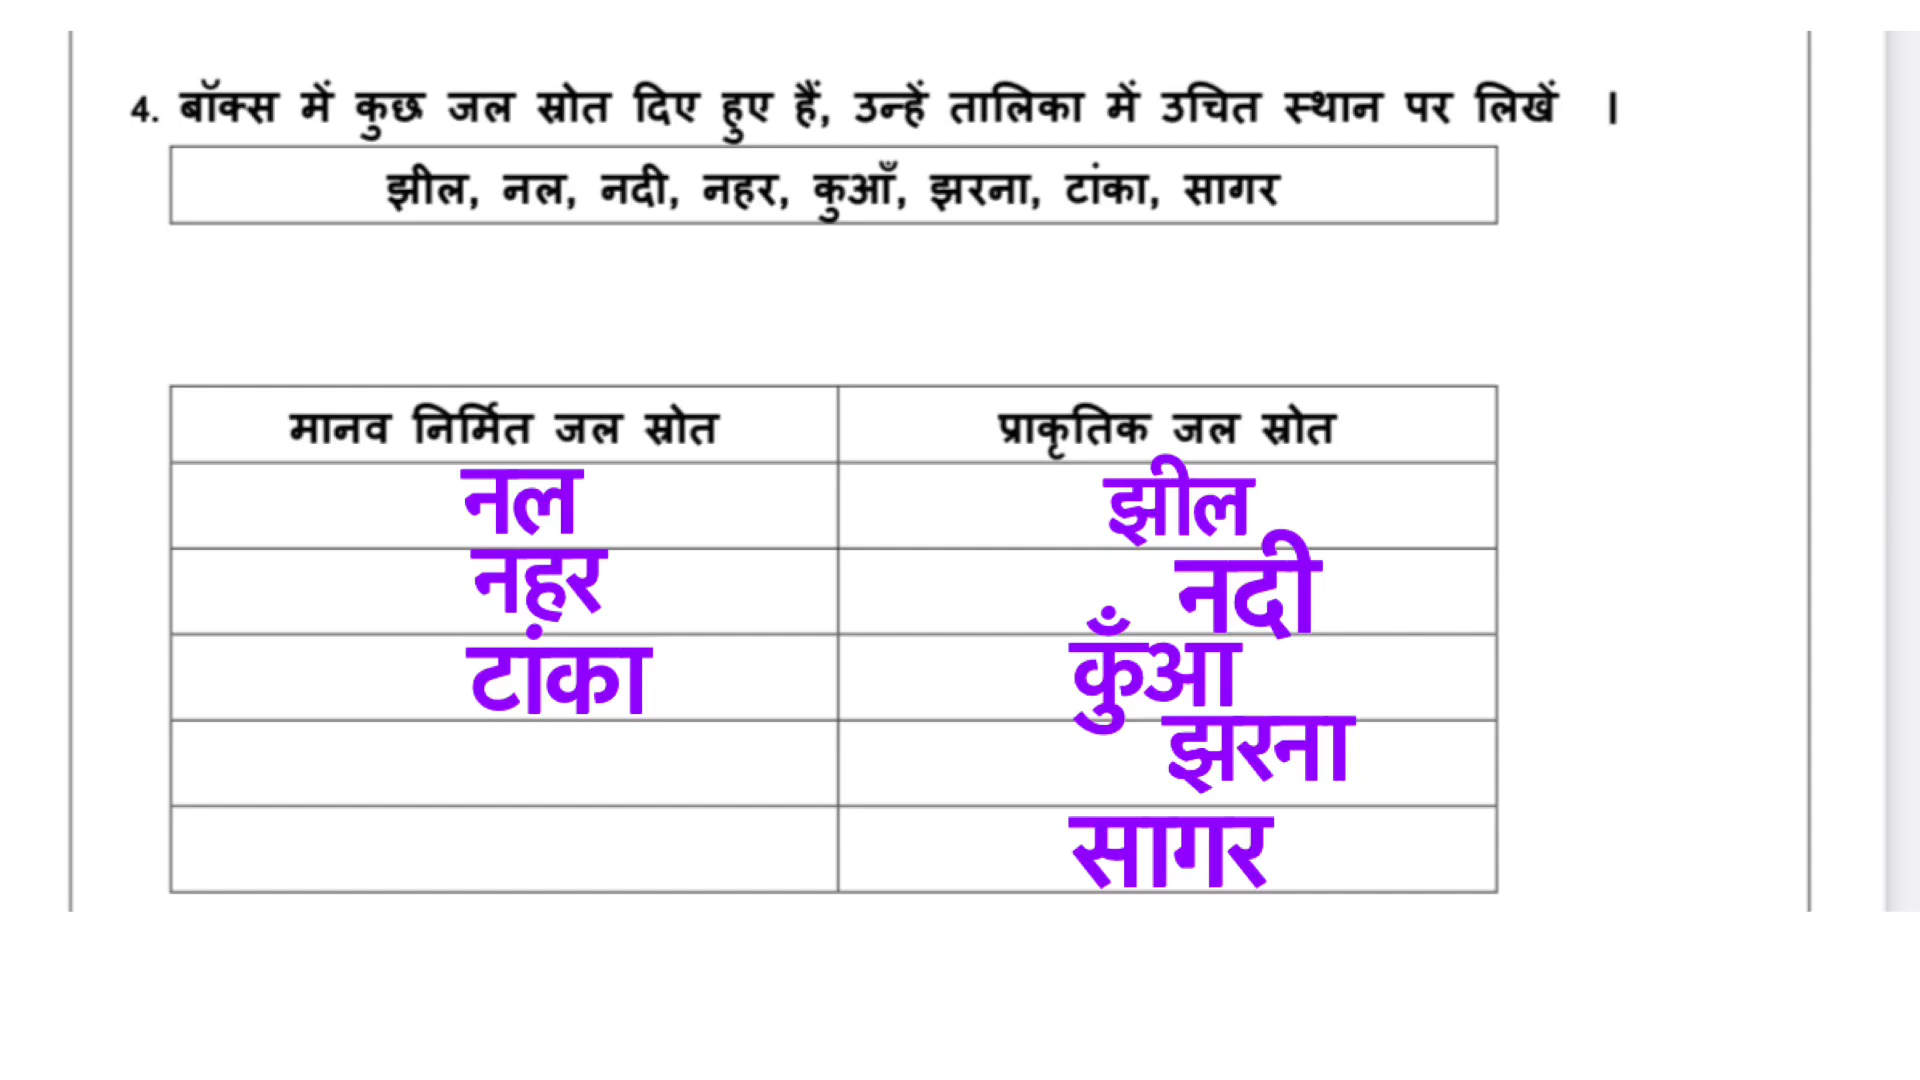 4. बॉक्स में कुछ जल स्रोत दिए हुए हैं, उन्हें तालिका में उचित स्थान पर लिखें ।
झील, नल, नदी, नहर, कुआँ, झरना, टांका, सागर
मानव निर्मित जल स्रोत प्राकृतिक जल स्रोत
नल झील
नहर नदी
टांका कुँआ
झरना
सागर